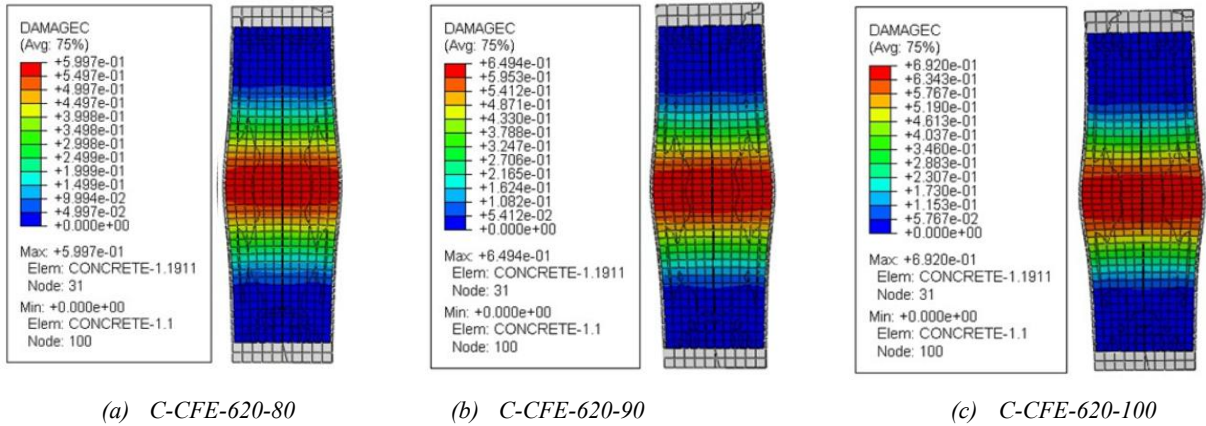 DAMAGEC
(Avg: 75%)
+5.997e-01
+5.497e-01
+4.997e-01
+4.497e-01
+3.998e-01
+3.498e-01
+2.998e-01
+2.499e-01
+1.999e-01
+1.499e-01
+9.994e-02
+4.997e-02
+0.000e+00
Max: +5.997e-01
Elem: CONCRETE-1.1911
Node: 31
Min: +0.000e+00
Elem: CONCRETE-1.1
Node: 100
DAMAGEC
(Avg: 75%)
+6.494e-01
+5.953e-01
+5.412e-01
+4.871e-01
+4.330e-01
+3.788e-01
+3.247e-01
+2.706e-01
+2.165e-01
+1.624e-01
+1.082e-01
+5.412e-02
+0.000e+00
Max: +6.494e-01
Elem: CONCRETE-1.1911
Node: 31
Min: +0.000e+00
Elem: CONCRETE-1.1
Node: 100
DAMAGEC
(Avg: 75%)
+6.920e-01
+6.343e-01
+5.767e-01
+5.190e-01
+4.613e-01
+4.037e-01
+3.460e-01
+2.883e-01
+2.307e-01
+1.730e-01
+1.153e-01
+5.767e-02
+0.000e+00
Max: +6.920e-01
Elem: CONCRETE-1.1911
Node: 31
Min: +0.000e+00
Elem: CONCRETE-1.1
Node: 100
(a) C-CFE-620-80
(b) C-CFE-620-90
(c) C-CFE-620-100